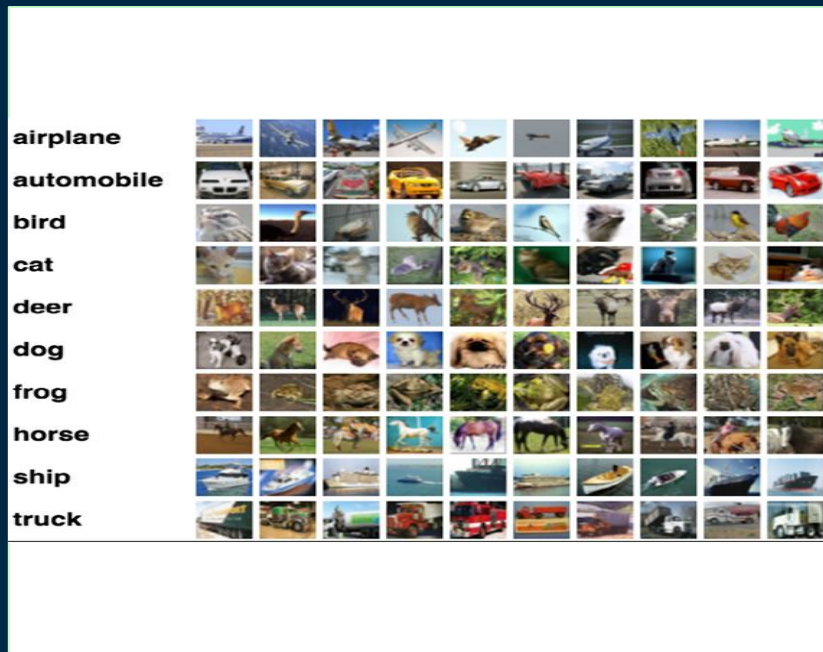 airplane
automobile
bird
cat
deer
dog
frog
horse
ship
truck